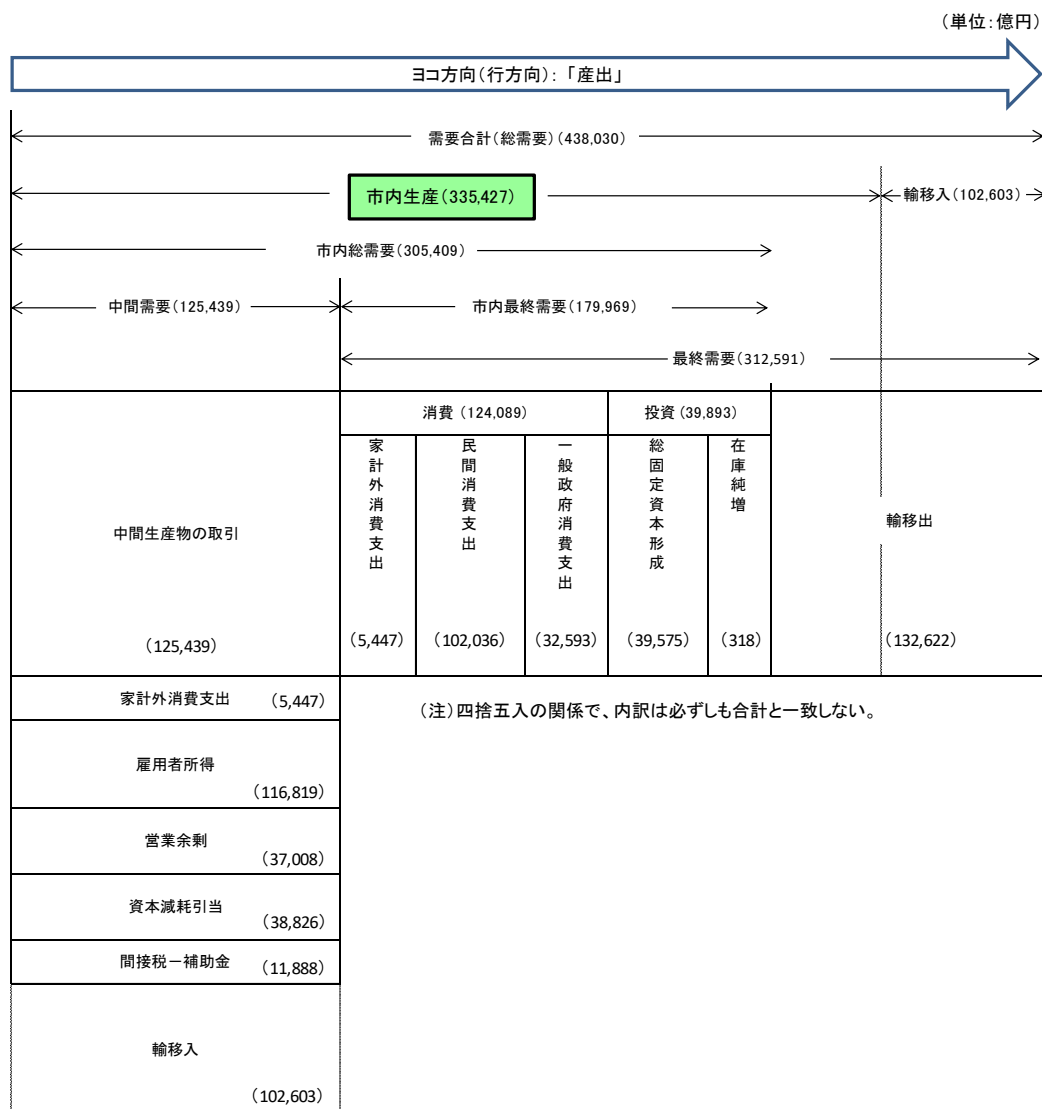 （単位：億円）
ヨコ方向（行方向）：「産出」
需要合計（総需要）（438,030）
市内生産（335,427）
輸移入（102,603）
市内総需要（305,409）
中間需要（125,439）
市内最終需要（179,969）
最終需要（312,591）
消費（124,089）
投資（39,893）
中間生産物の取引
（125,439）
家計外消費支出
（5,447）
民間消費支出
（102,036）
一般政府消費支出
（32,593）
総固定資本形成
（39,575）
在庫純増
（318）
輸移出
（132,622）
家計外消費支出 （5,447）
（注）四捨五入の関係で、内訳は必ずしも合計と一致しない。
雇用者所得
（116,819）
営業余剰
（37,008）
資本減耗引当
（38,826）
間接税－補助金 （11,888）
輸移入
（102,603）